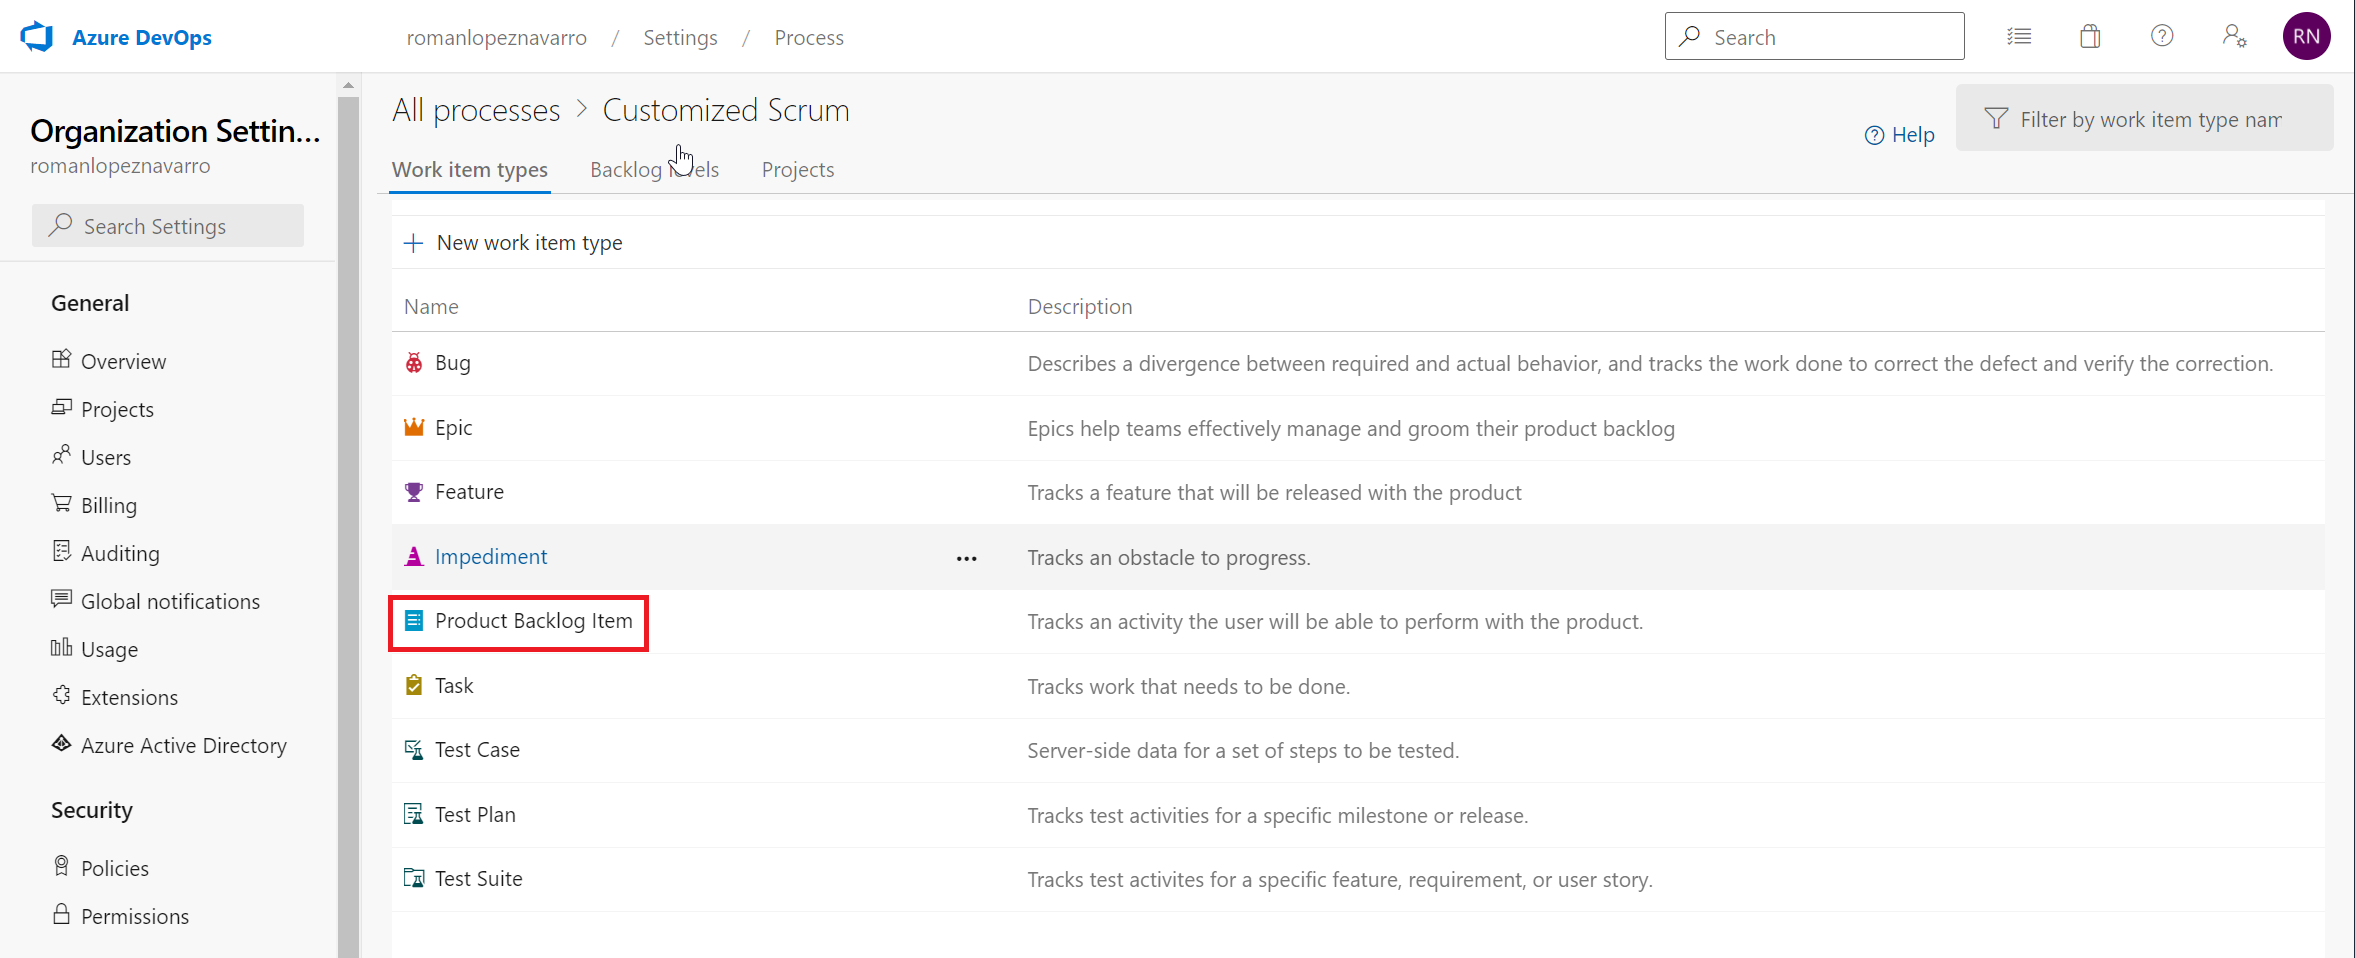 Azure DevOps
romanlopeznavarro / Settings / Process
Search
RN
Organization Settin...
romanlopeznavarro
Search Settings
General
Overview
Projects
Users
Billing
Auditing
Global notifications
Usage
Extensions
Azure Active Directory
Security
Policies
Permissions
All processes > Customized Scrum
Help
Filter by work item type nam
Work item types
Backlog levels
Projects
+ New work item type
Name Description
Bug Describes a divergence between required and actual behavior, and tracks the work done to correct the defect and verify the correction.
Epic Epics help teams effectively manage and groom their product backlog
Feature Tracks a feature that will be released with the product
Impediment ... Tracks an obstacle to progress.
Product Backlog Item Tracks an activity the user will be able to perform with the product.
Task Tracks work that needs to be done.
Test Case Server-side data for a set of steps to be tested.
Test Plan Tracks test activities for a specific milestone or release.
Test Suite Tracks test activites for a specific feature, requirement, or user story.